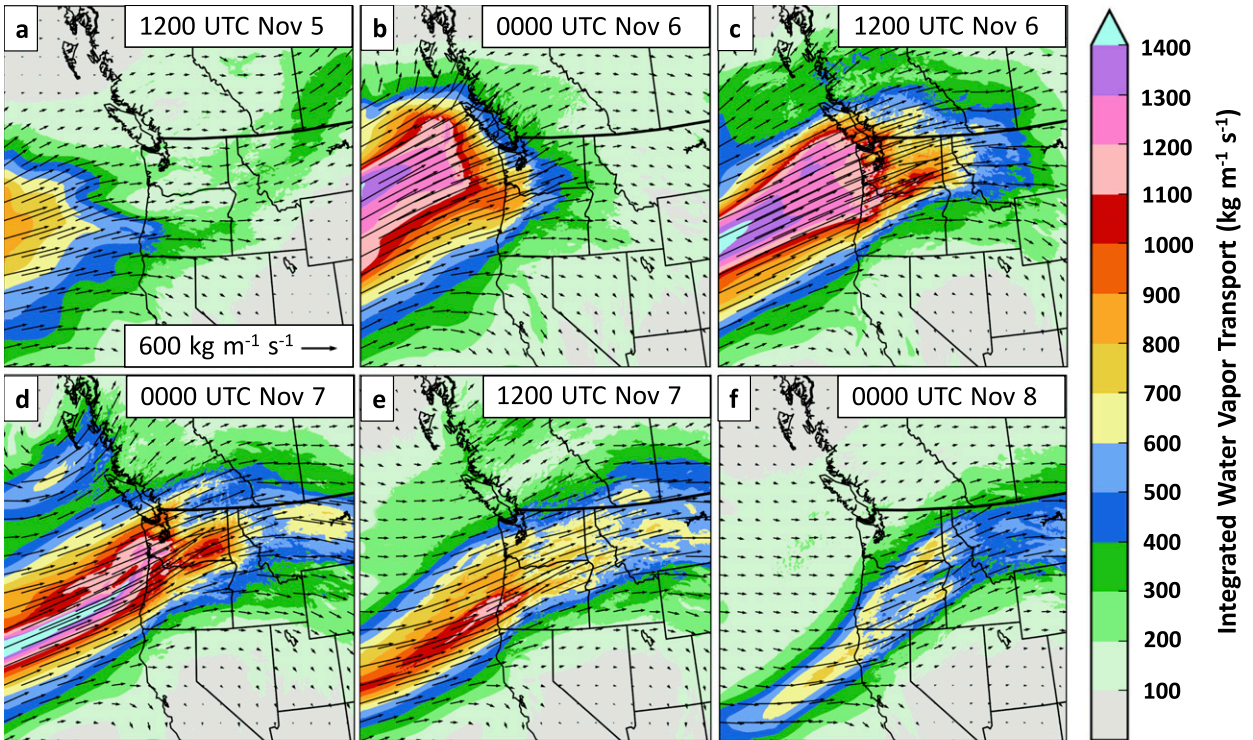 a
1200 UTC Nov 5
b
0000 UTC Nov 6
c
1200 UTC Nov 6
600 kg m⁻¹ s⁻¹
d
0000 UTC Nov 7
e
1200 UTC Nov 7
f
0000 UTC Nov 8
1400
1300
1200
1100
1000
900
800
700
600
500
400
300
200
100
Integrated Water Vapor Transport (kg m⁻¹ s⁻¹)